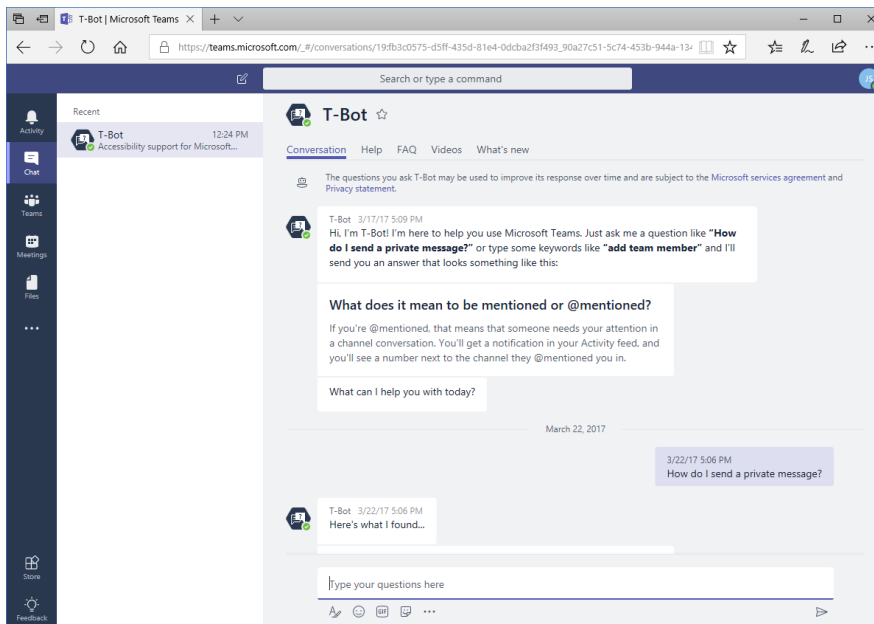 T-Bot | Microsoft Teams
https://teams.microsoft.com/_#/conversations/19:fb3c0575-d5ff-435d-81e4-0dcba2f3f493_90a27c51-5c74-453b-944a-134
Search or type a command
JS
Activity
Chat
Teams
Meetings
Files
Store
Feedback
Recent
T-Bot 12:24 PM
Accessibility support for Microsoft...
T-Bot
Conversation Help FAQ Videos What's new
The questions you ask T-Bot may be used to improve its response over time and are subject to the Microsoft services agreement and
Privacy statement.
T-Bot 3/17/17 5:09 PM
Hi, I'm T-Bot! I'm here to help you use Microsoft Teams. Just ask me a question like "How
do I send a private message?" or type some keywords like "add team member" and I'll
send you an answer that looks something like this:
What does it mean to be mentioned or @mentioned?
If you're @mentioned, that means that someone needs your attention in
a channel conversation. You'll get a notification in your Activity feed, and
you'll see a number next to the channel they @mentioned you in.
What can I help you with today?
March 22, 2017
3/22/17 5:06 PM
How do I send a private message?
T-Bot 3/22/17 5:06 PM
Here's what I found...
Type your questions here
GIF